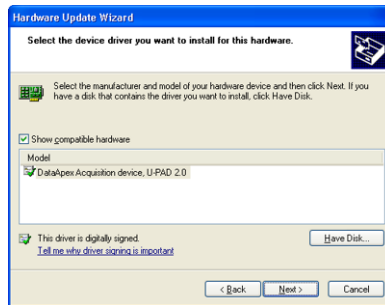 Hardware Update Wizard
Select the device driver you want to install for this hardware.
Select the manufacturer and model of your hardware device and then click Next. If you
have a disk that contains the driver you want to install, click Have Disk.
Show compatible hardware
Model
DataApex Acquisition device, U-PAD 2.0
This driver is digitally signed.
Have Disk...
Tell me why driver signing is important
< Back
Next >
Cancel